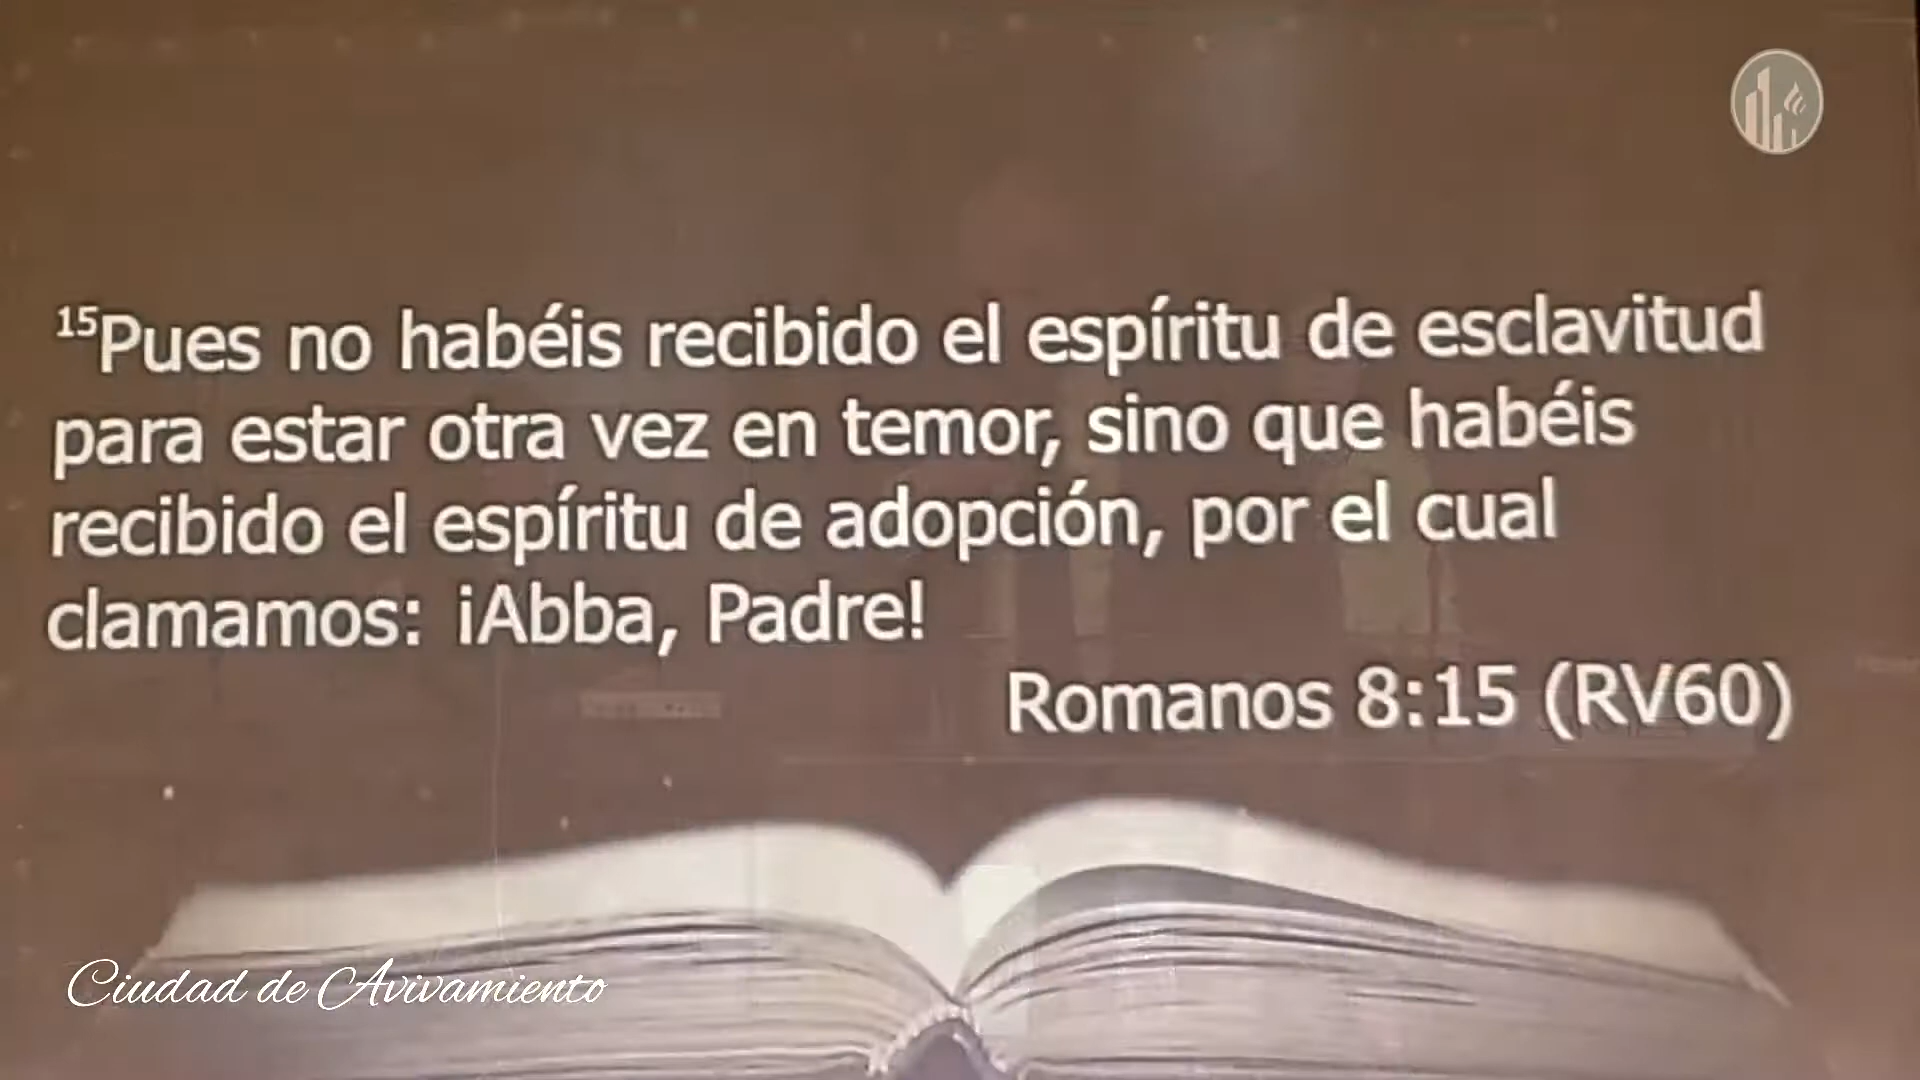 ¹⁵Pues no habéis recibido el espíritu de esclavitud
para estar otra vez en temor, sino que habéis
recibido el espíritu de adopción, por el cual
clamamos: ¡Abba, Padre!
Romanos 8:15 (RV60)
Ciudad de Avivamiento